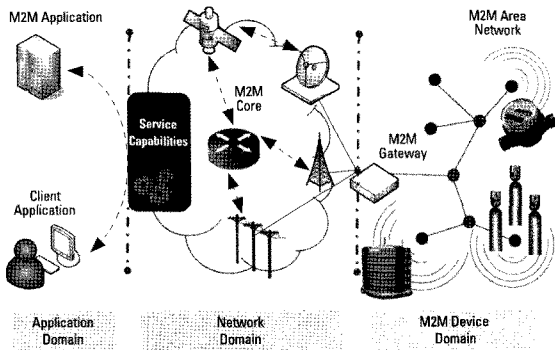 M2M Application
M2M Area
Network
M2M
Core
Service
Capabilities
M2M
Gateway
Client
Application
Application
Domain
Network
Domain
M2M Device
Domain